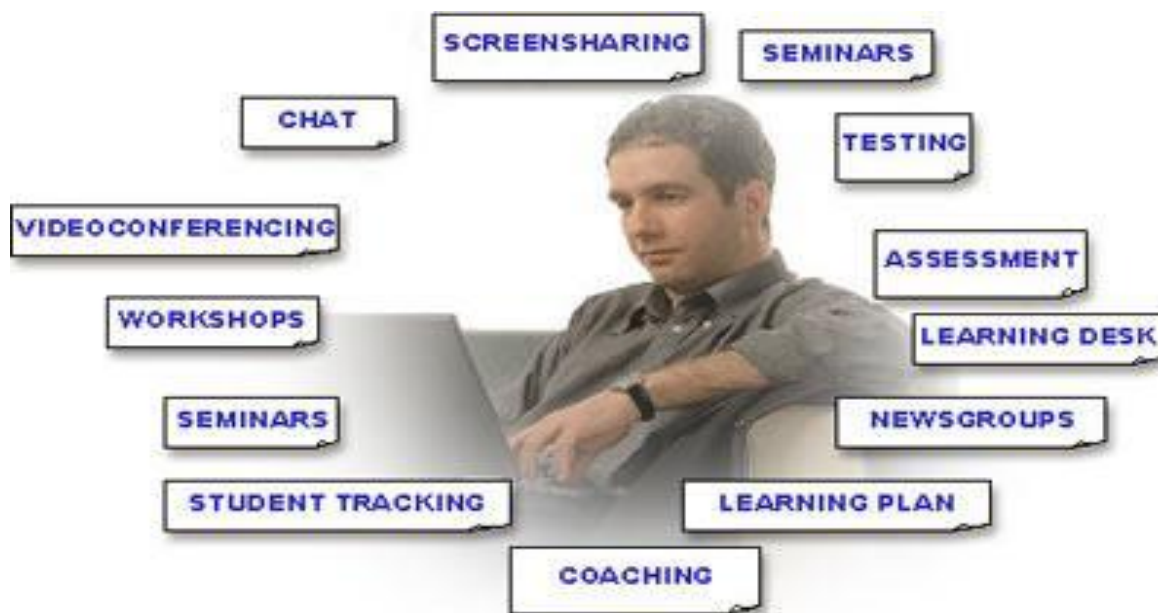 SCREENSHARING
SEMINARS
CHAT
TESTING
VIDEOCONFERENCING
ASSESSMENT
WORKSHOPS
LEARNING DESK
SEMINARS
NEWSGROUPS
STUDENT TRACKING
LEARNING PLAN
COACHING